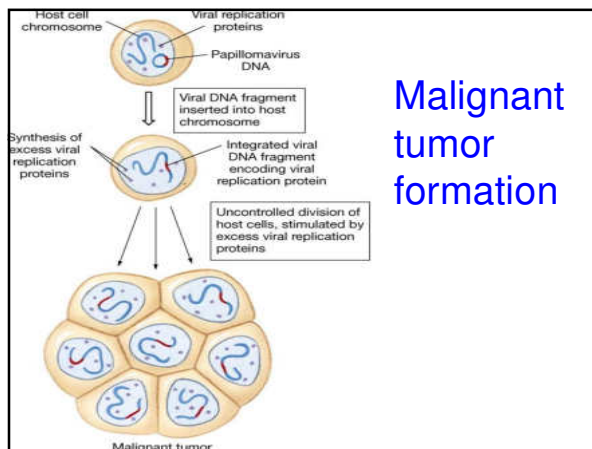 Host cell
chromosome
Viral replication
proteins
Papillomavirus
DNA
Viral DNA fragment
inserted into host
chromosome
Synthesis of
excess viral
replication
proteins
Integrated viral
DNA fragment
encoding viral
replication protein
Uncontrolled division of
host cells, stimulated by
excess viral replication
proteins
Malignant tumor
Malignant
tumor
formation